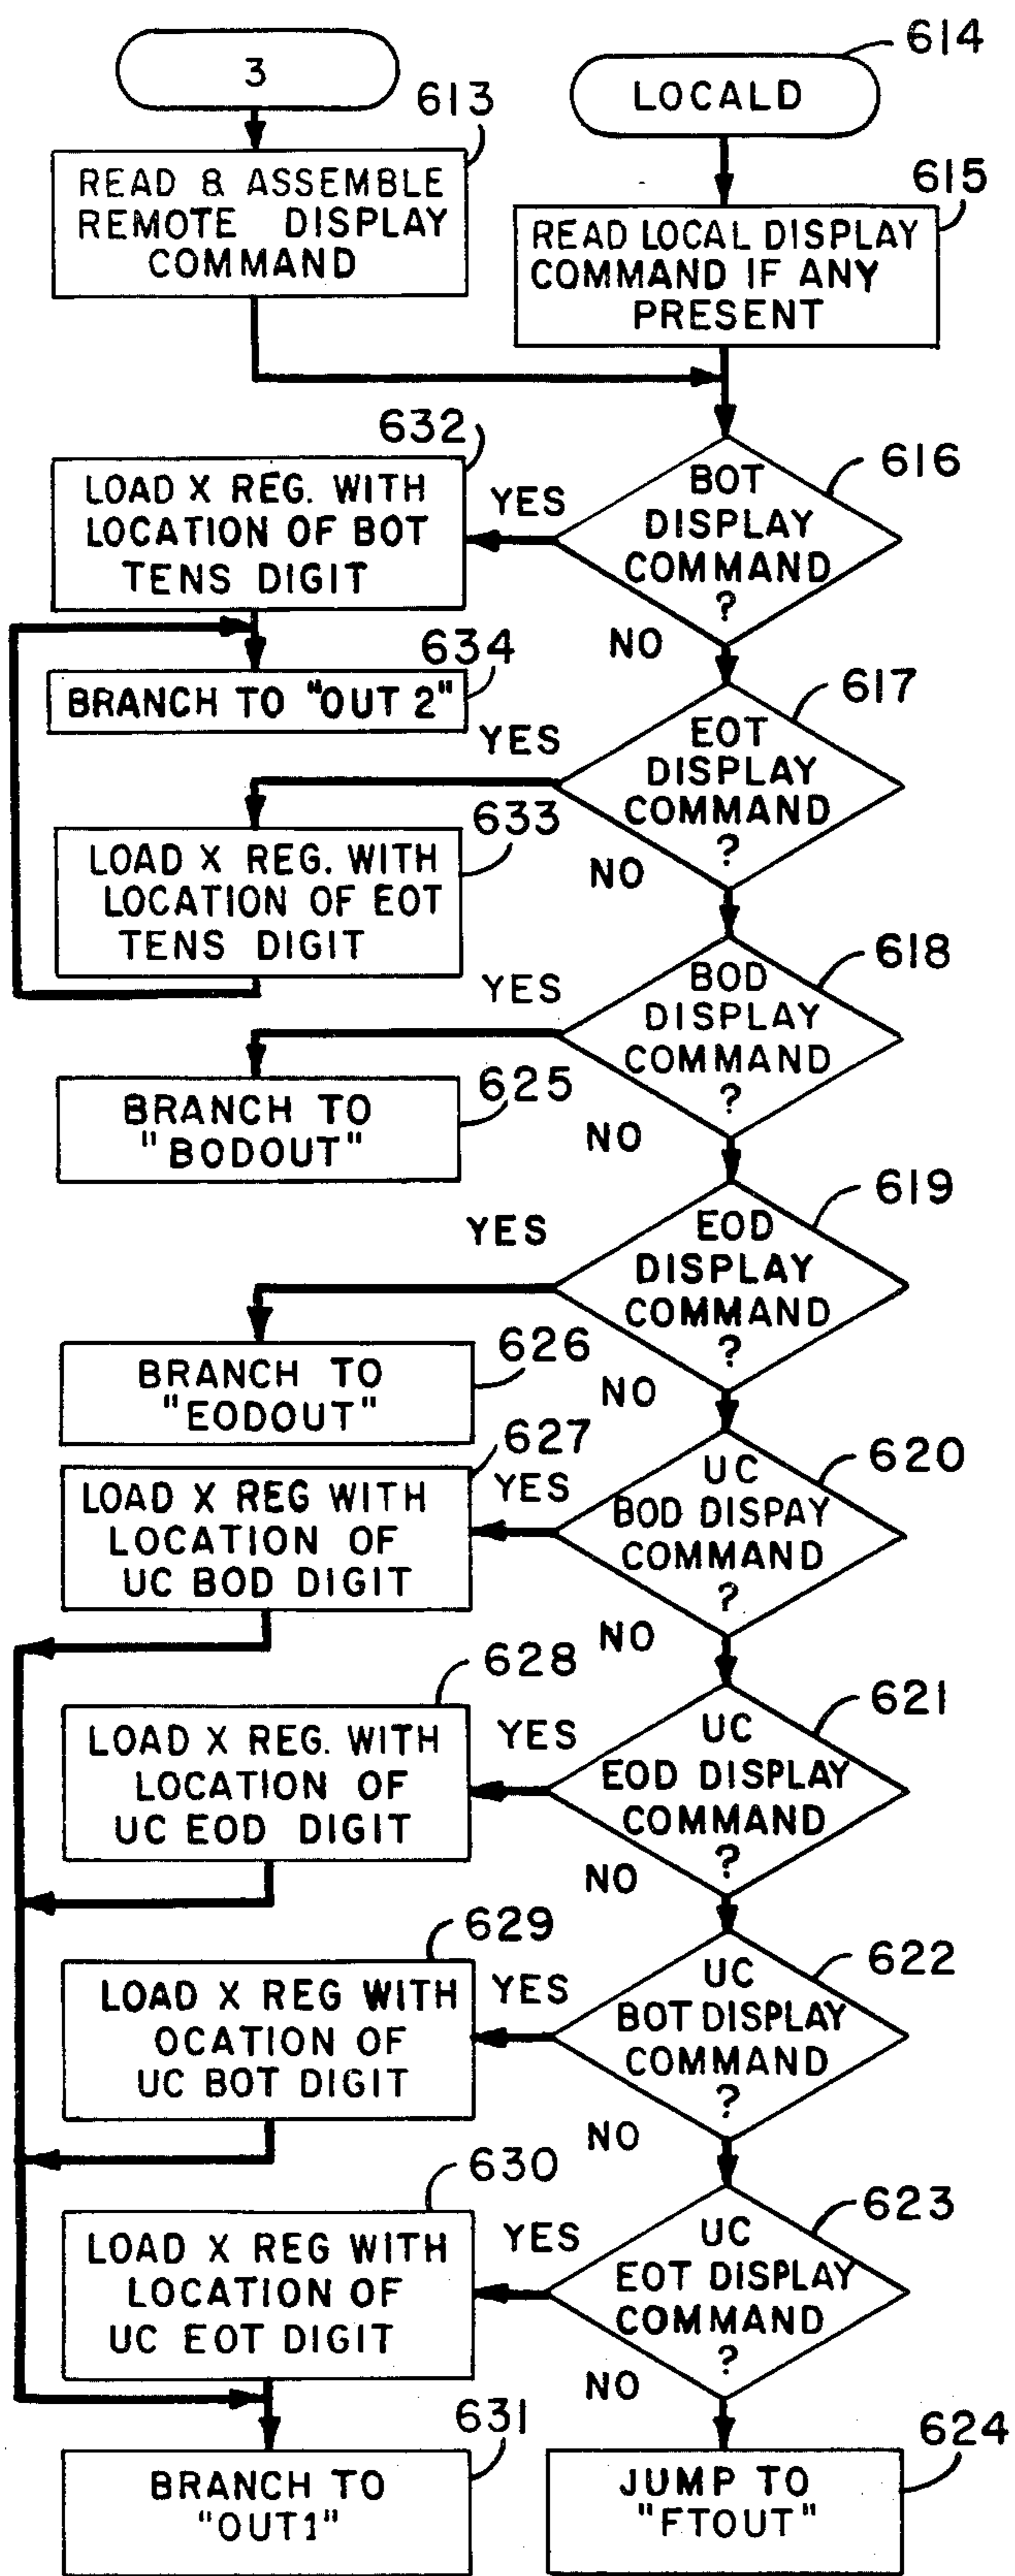 3
613
READ & ASSEMBLE
REMOTE DISPLAY
COMMAND
614
LOCALD
615
READ LOCAL DISPLAY
COMMAND IF ANY
PRESENT
632
LOAD X REG. WITH
LOCATION OF BOT
TENS DIGIT
YES
616
BOT
DISPLAY
COMMAND
?
NO
634
BRANCH TO "OUT 2"
YES
617
EOT
DISPLAY
COMMAND
?
NO
633
LOAD X REG. WITH
LOCATION OF EOT
TENS DIGIT
YES
618
BOD
DISPLAY
COMMAND
?
NO
625
BRANCH TO
"BODOUT"
YES
619
EOD
DISPLAY
COMMAND
?
NO
626
BRANCH TO
"EODOUT"
627
LOAD X REG WITH
LOCATION OF
UC BOD DIGIT
YES
620
UC
BOD DISPAY
COMMAND
?
NO
628
LOAD X REG. WITH
LOCATION OF
UC EOD DIGIT
YES
621
UC
EOD DISPLAY
COMMAND
?
NO
629
LOAD X REG WITH
OCATION OF
UC BOT DIGIT
YES
622
UC
BOT DISPLAY
COMMAND
?
NO
630
LOAD X REG WITH
LOCATION OF
UC EOT DIGIT
YES
623
UC
EOT DISPLAY
COMMAND
?
NO
631
BRANCH TO
"OUT1"
624
JUMP TO
"FTOUT"